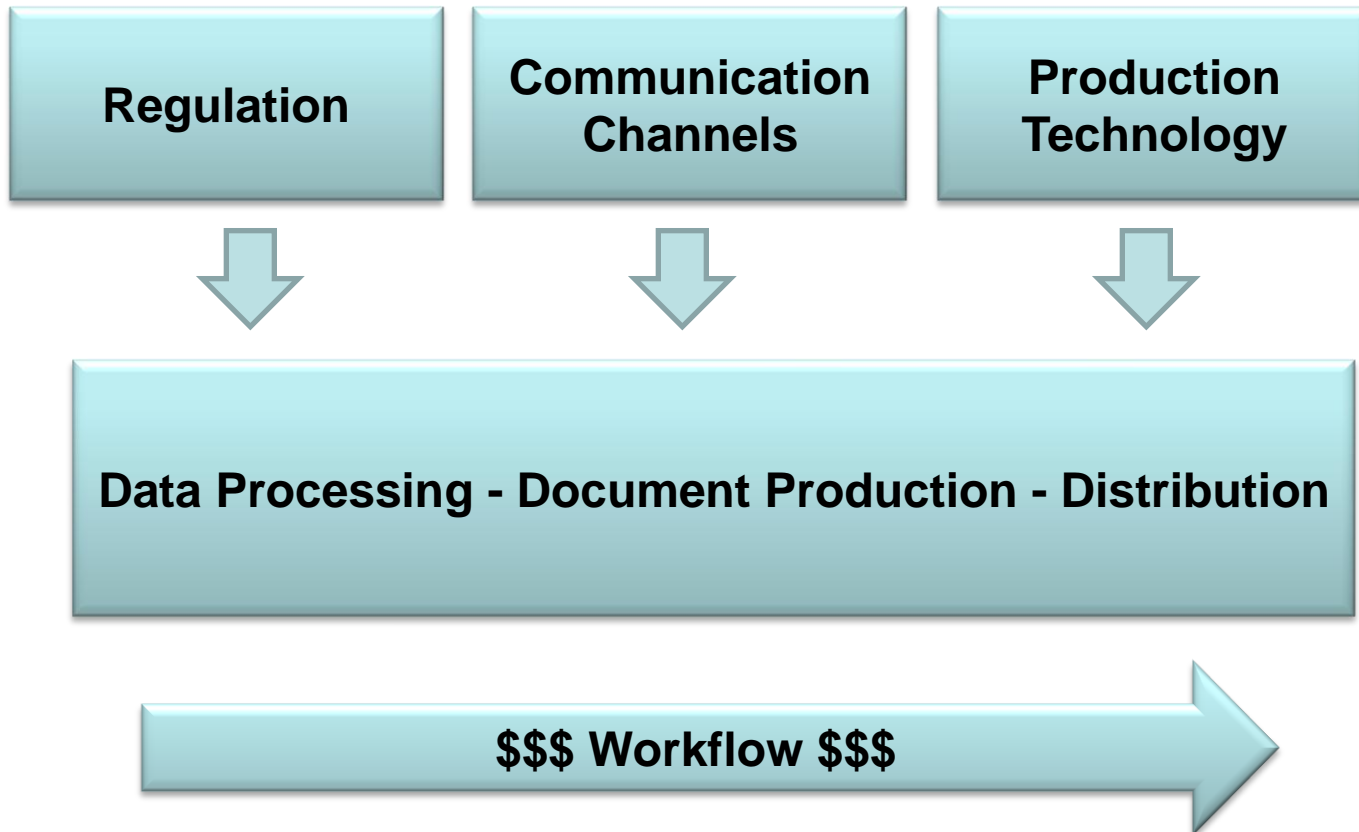 Regulation
Communication
Channels
Production
Technology
Data Processing - Document Production - Distribution
$$$ Workflow $$$